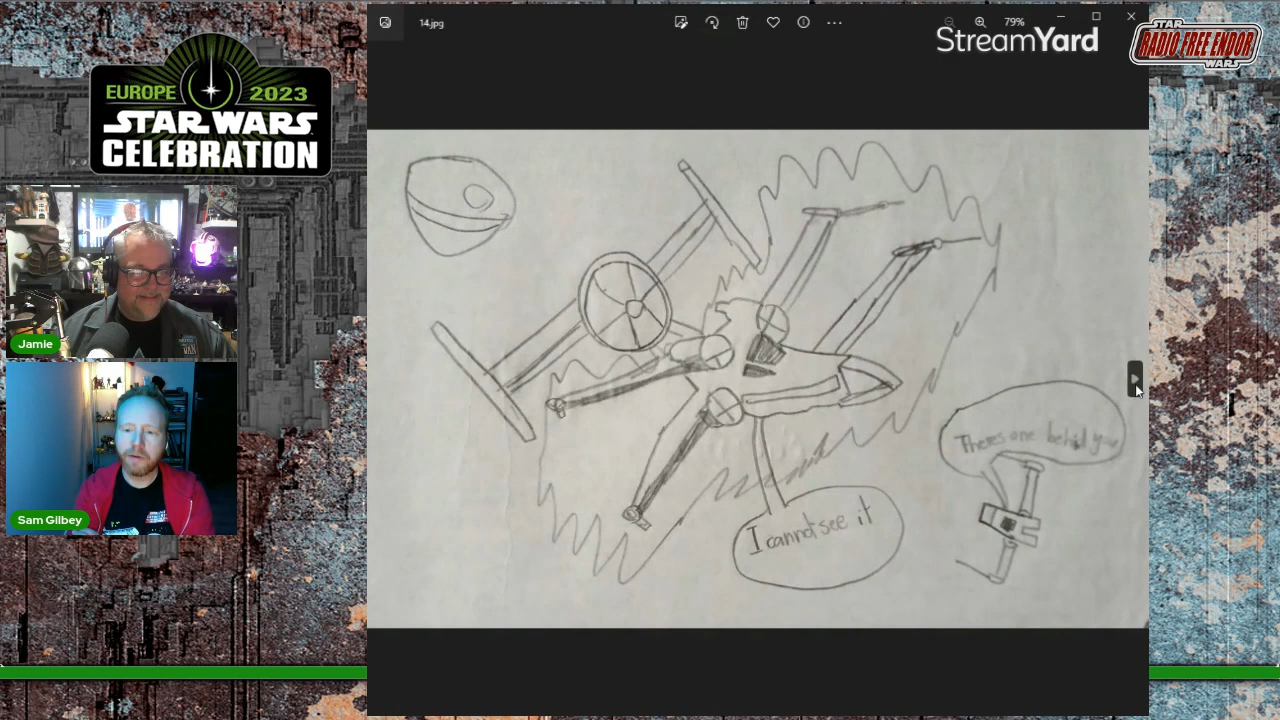 14.jpg
79%
StreamYard
STAR
RADIO FREE ENDOR
WARS
EUROPE 2023
STAR WARS
CELEBRATION
Jamie
Sam Gilbey
Theres one behid you
I cannot see it